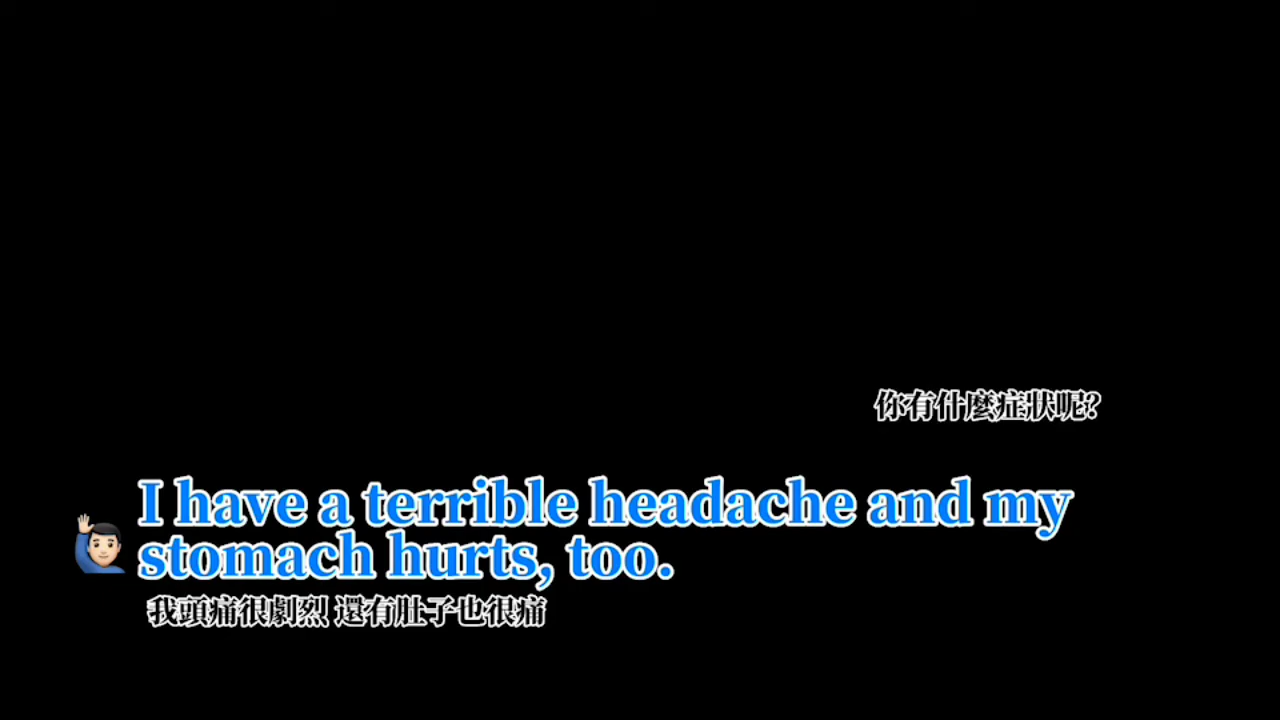 你有什麼症狀呢?
I have a terrible headache and my
stomach hurts, too.
我頭痛很劇烈 還有肚子也很痛